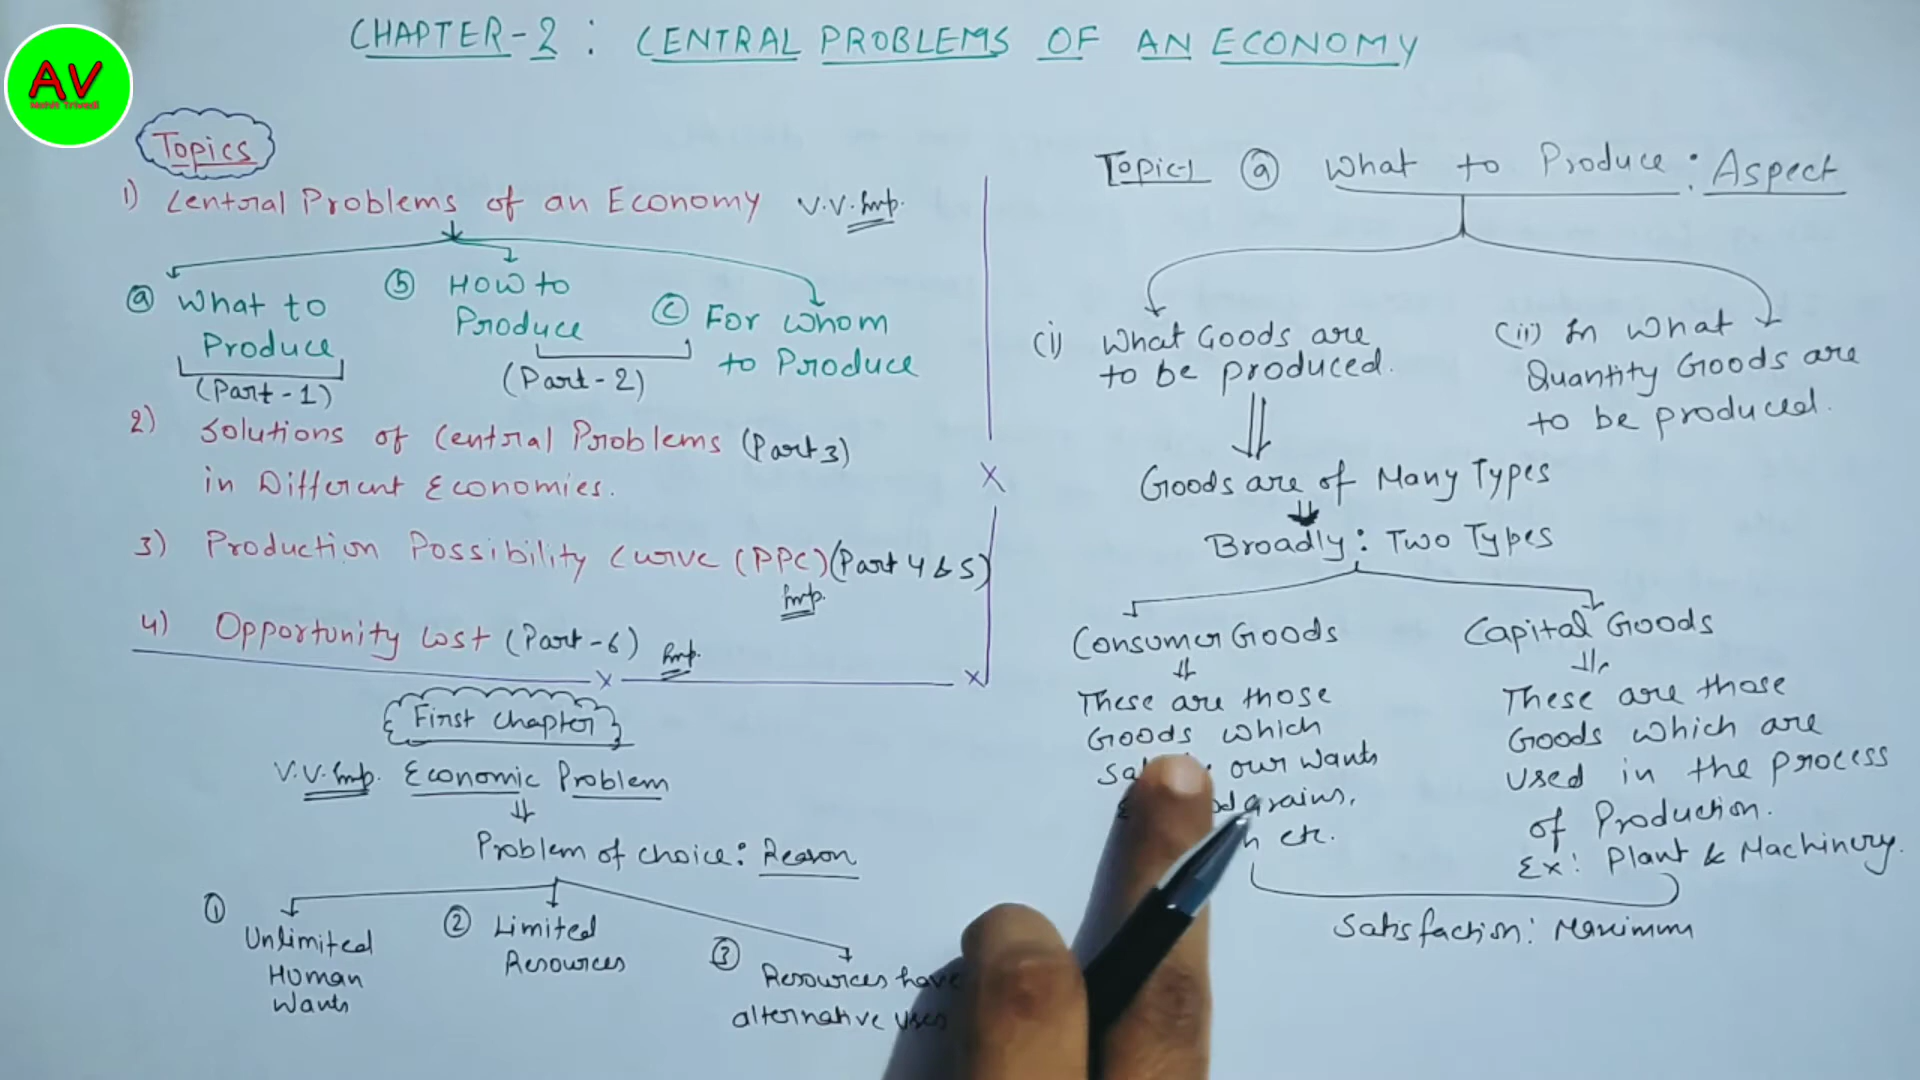 CHAPTER-2 : CENTRAL PROBLEMS OF AN ECONOMY
AV
Nishit Trivedi
Topics
1) Central Problems of an Economy V.V.Imp.
(a) What to
Produce
(Part-1)
(b) How to
Produce
(c) For whom
to Produce
(Part-2)
2) Solutions of Central Problems (Part 3)
in Different Economies.
3) Production Possibility Curve (PPC) (Part 4 & 5)
Imp.
4) Opportunity Cost (Part-6) Imp.
First Chapter
V.V.Imp. Economic Problem
Problem of choice: Reason
(1) Unlimited
Human
Wants
(2) Limited
Resources
(3) Resources have
alternative uses
Topic-1 (a) What to Produce : Aspect
(i) What Goods are
to be produced.
(ii) In what
Quantity Goods are
to be produced.
Goods are of Many Types
Broadly : Two Types
Consumer Goods
These are those
Goods which
our wants
etc.
Capital Goods
These are those
Goods which are
used in the process
of Production.
Ex: Plant & Machinery.
Satisfaction: Maximum